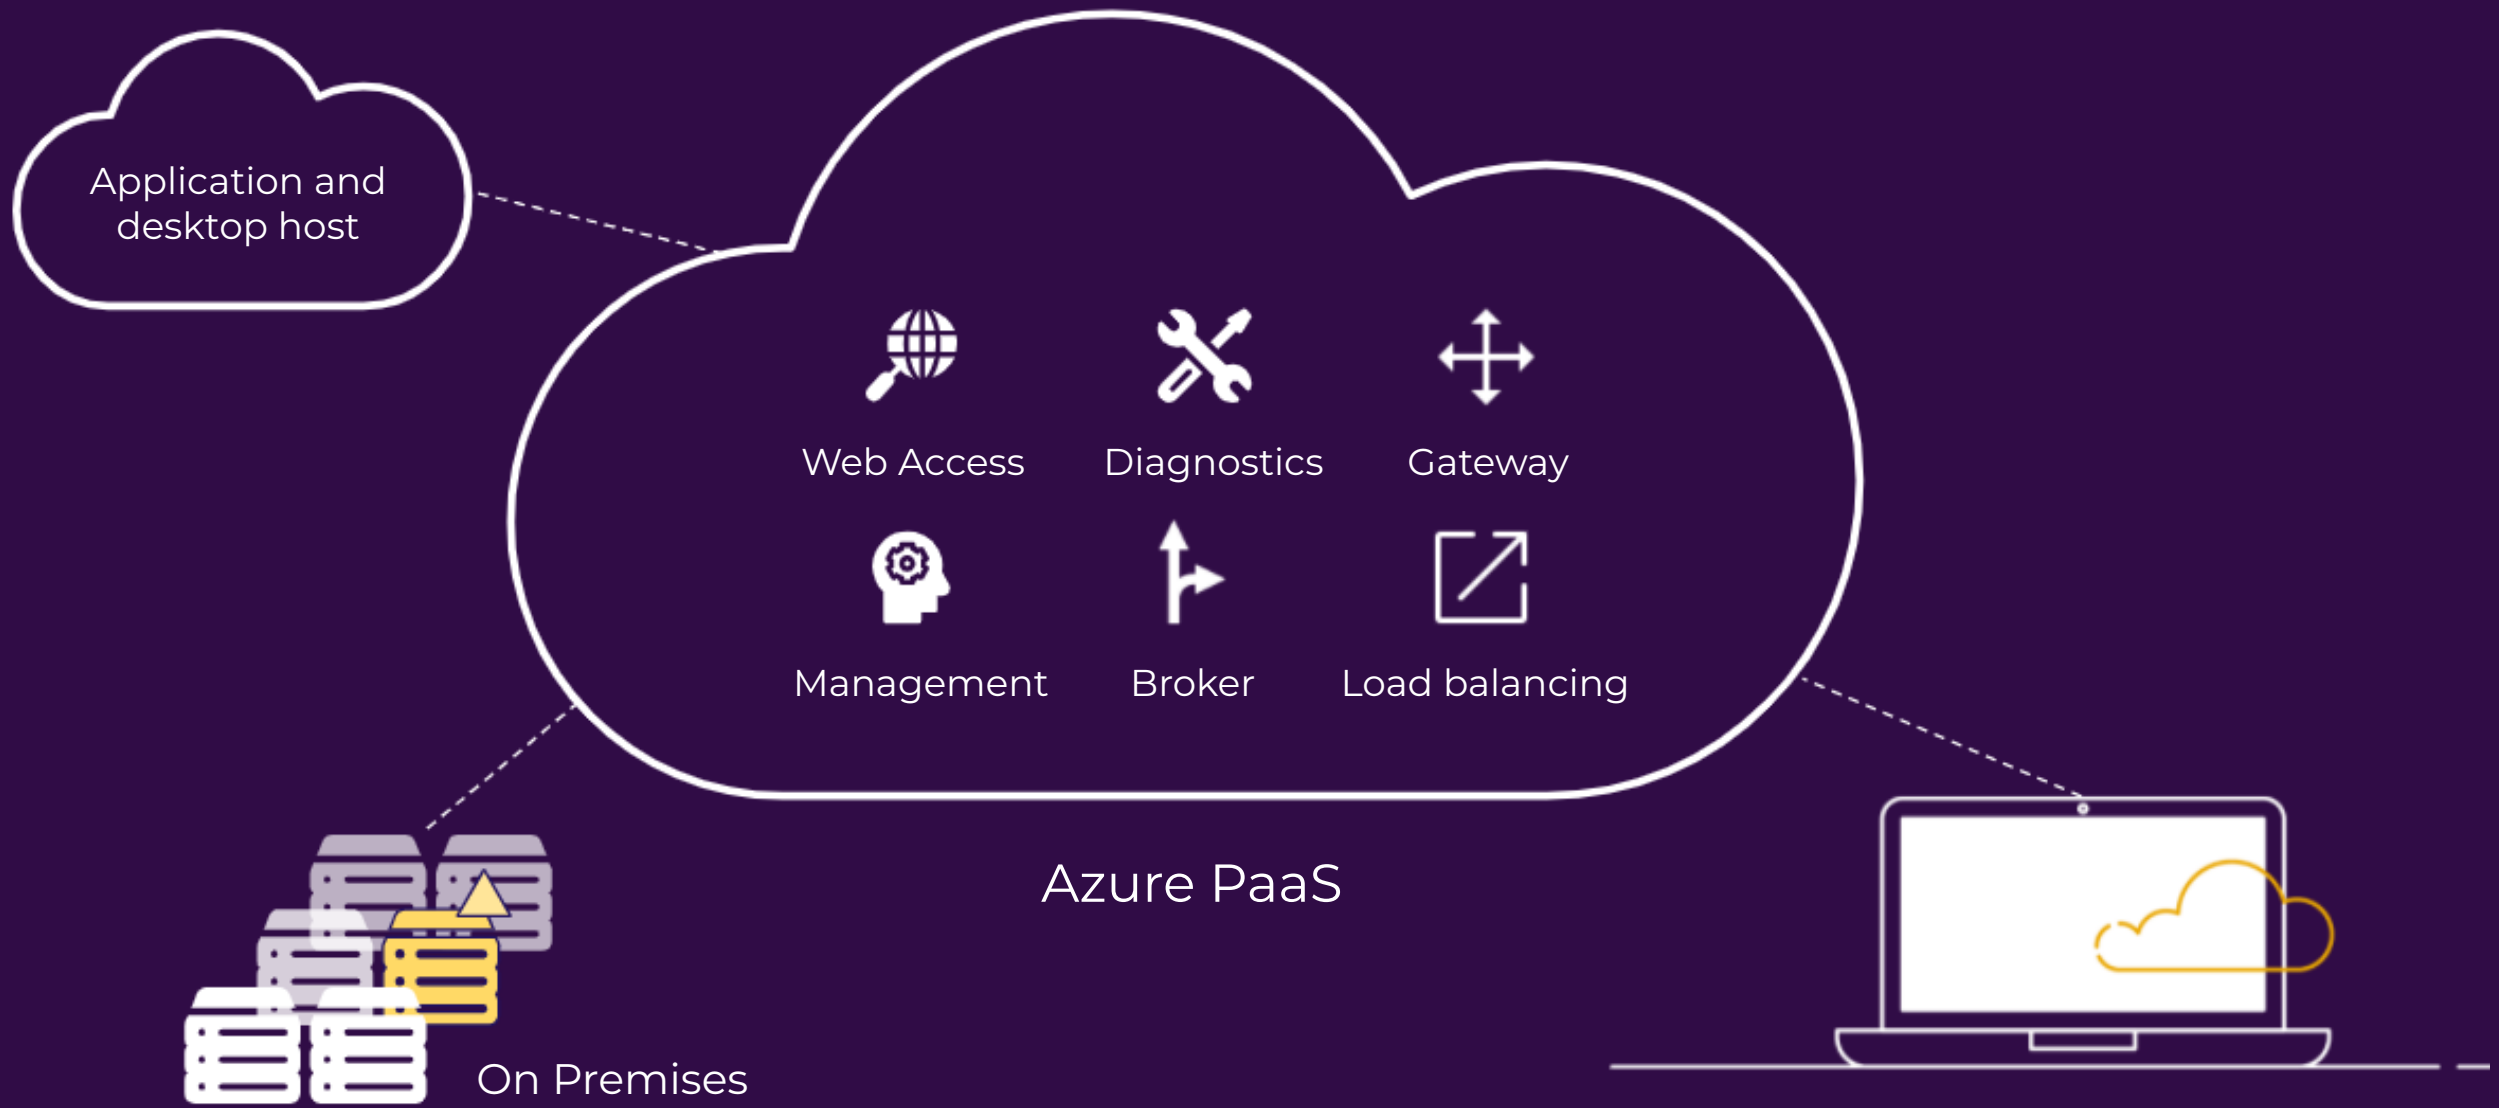 Application and
desktop host
Web Access
Diagnostics
Gateway
Management
Broker
Load balancing
Azure PaaS
On Premises